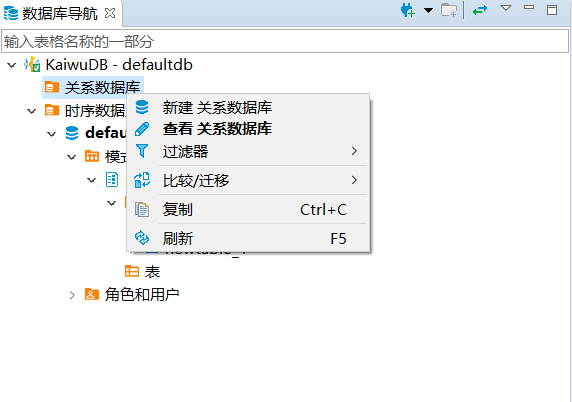 数据库导航
输入表格名称的一部分
KaiwuDB - defaultdb
关系数据库
时序数据
新建 关系数据库
defau
查看 关系数据库
模式
过滤器
比较/迁移
复制 Ctrl+C
刷新 F5
表
角色和用户